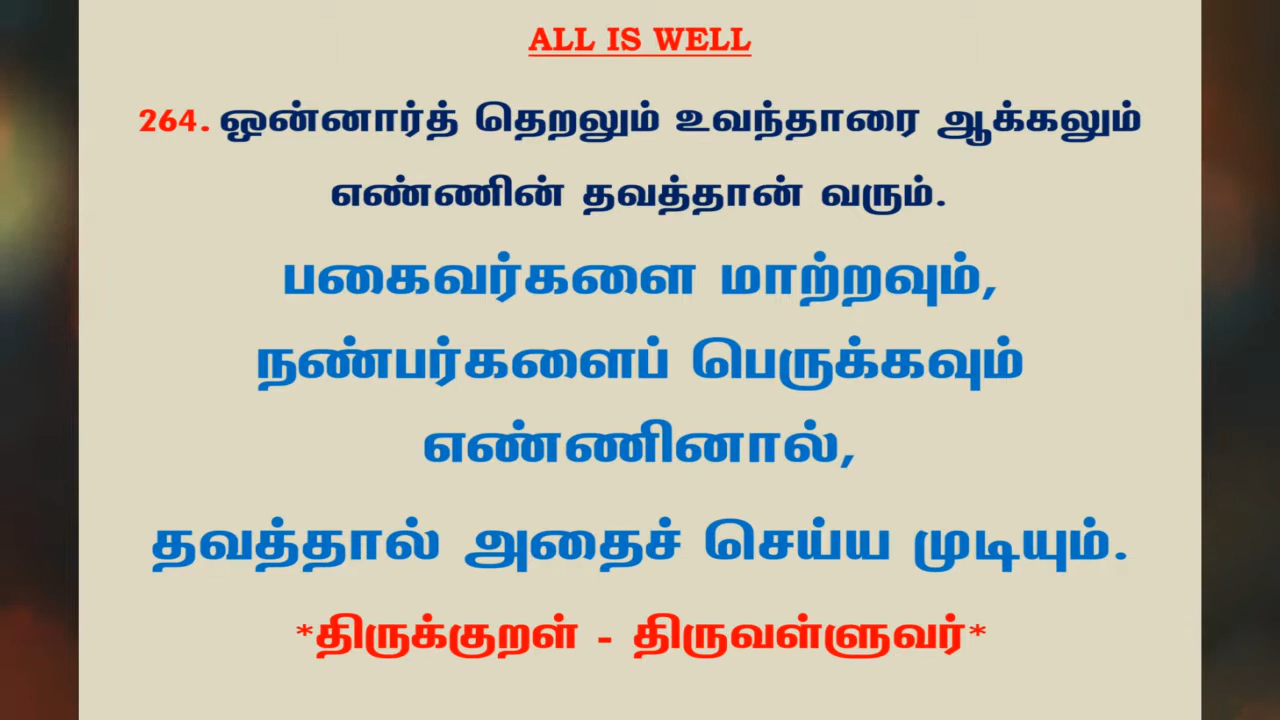 ALL IS WELL
264. ஒன்னார்த் தெறலும் உவந்தாரை ஆக்கலும்
எண்ணின் தவத்தான் வரும்.
பகைவர்களை மாற்றவும்,
நண்பர்களைப் பெருக்கவும்
எண்ணினால்,
தவத்தால் அதைச் செய்ய முடியும்.
*திருக்குறள் - திருவள்ளுவர்*